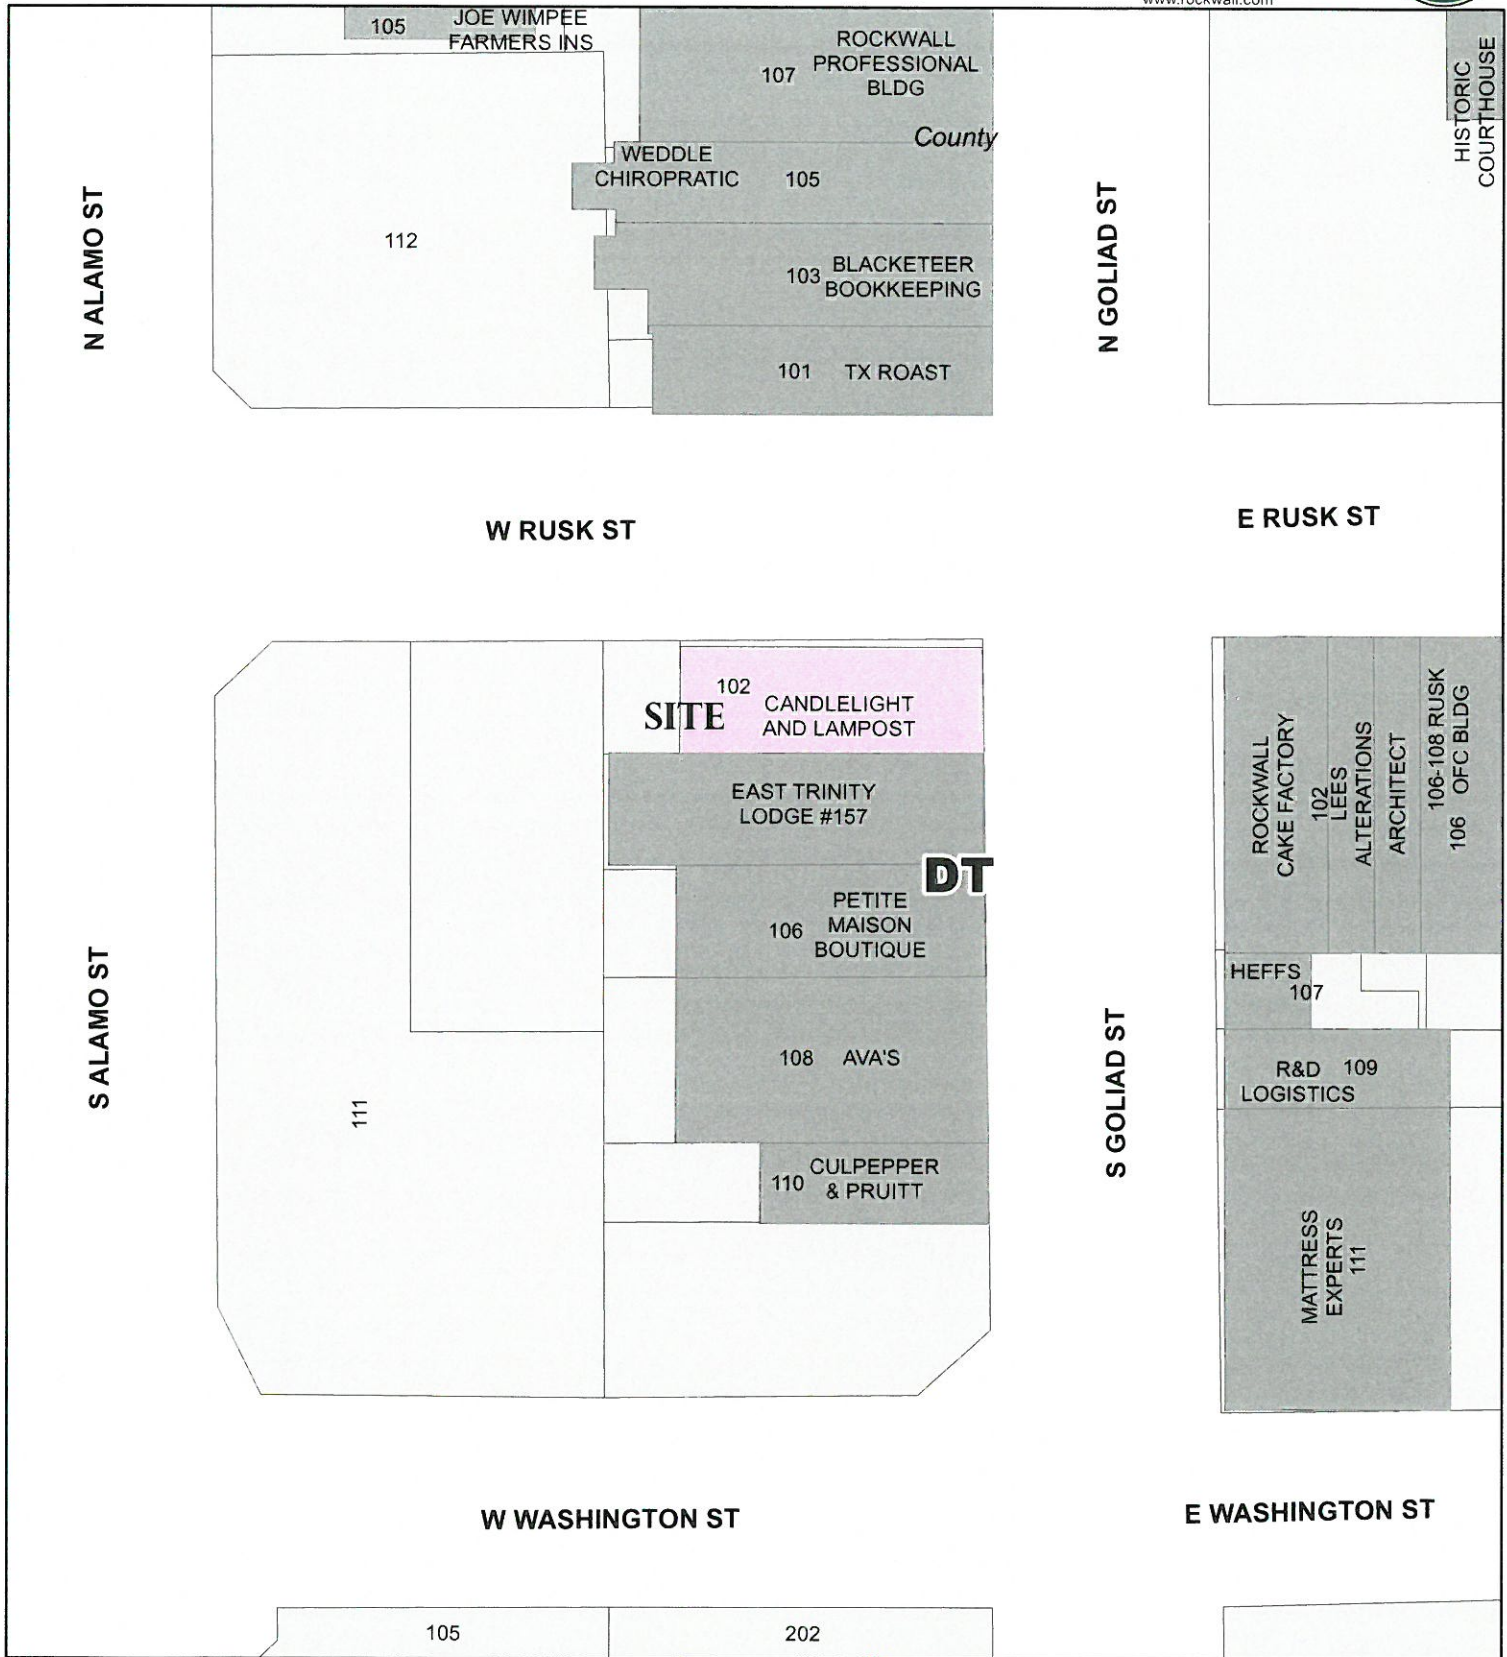 www.rockwall.com
105
JOE WIMPEE
FARMERS INS
ROCKWALL
PROFESSIONAL
BLDG
107
County
HISTORIC
COURTHOUSE
WEDDLE
CHIROPRATIC
105
N ALAMO ST
112
N GOLIAD ST
103
BLACKETEER
BOOKKEEPING
101
TX ROAST
W RUSK ST
E RUSK ST
SITE
102
CANDLELIGHT
AND LAMPOST
EAST TRINITY
LODGE #157
DT
106
PETITE
MAISON
BOUTIQUE
ROCKWALL
CAKE FACTORY
102
LEES
ALTERATIONS
ARCHITECT
106-108 RUSK
106 OFC BLDG
HEFFS
107
S ALAMO ST
111
108
AVA'S
S GOLIAD ST
R&D
LOGISTICS
109
110
CULPEPPER
& PRUITT
MATTRESS
EXPERTS
111
W WASHINGTON ST
E WASHINGTON ST
105
202